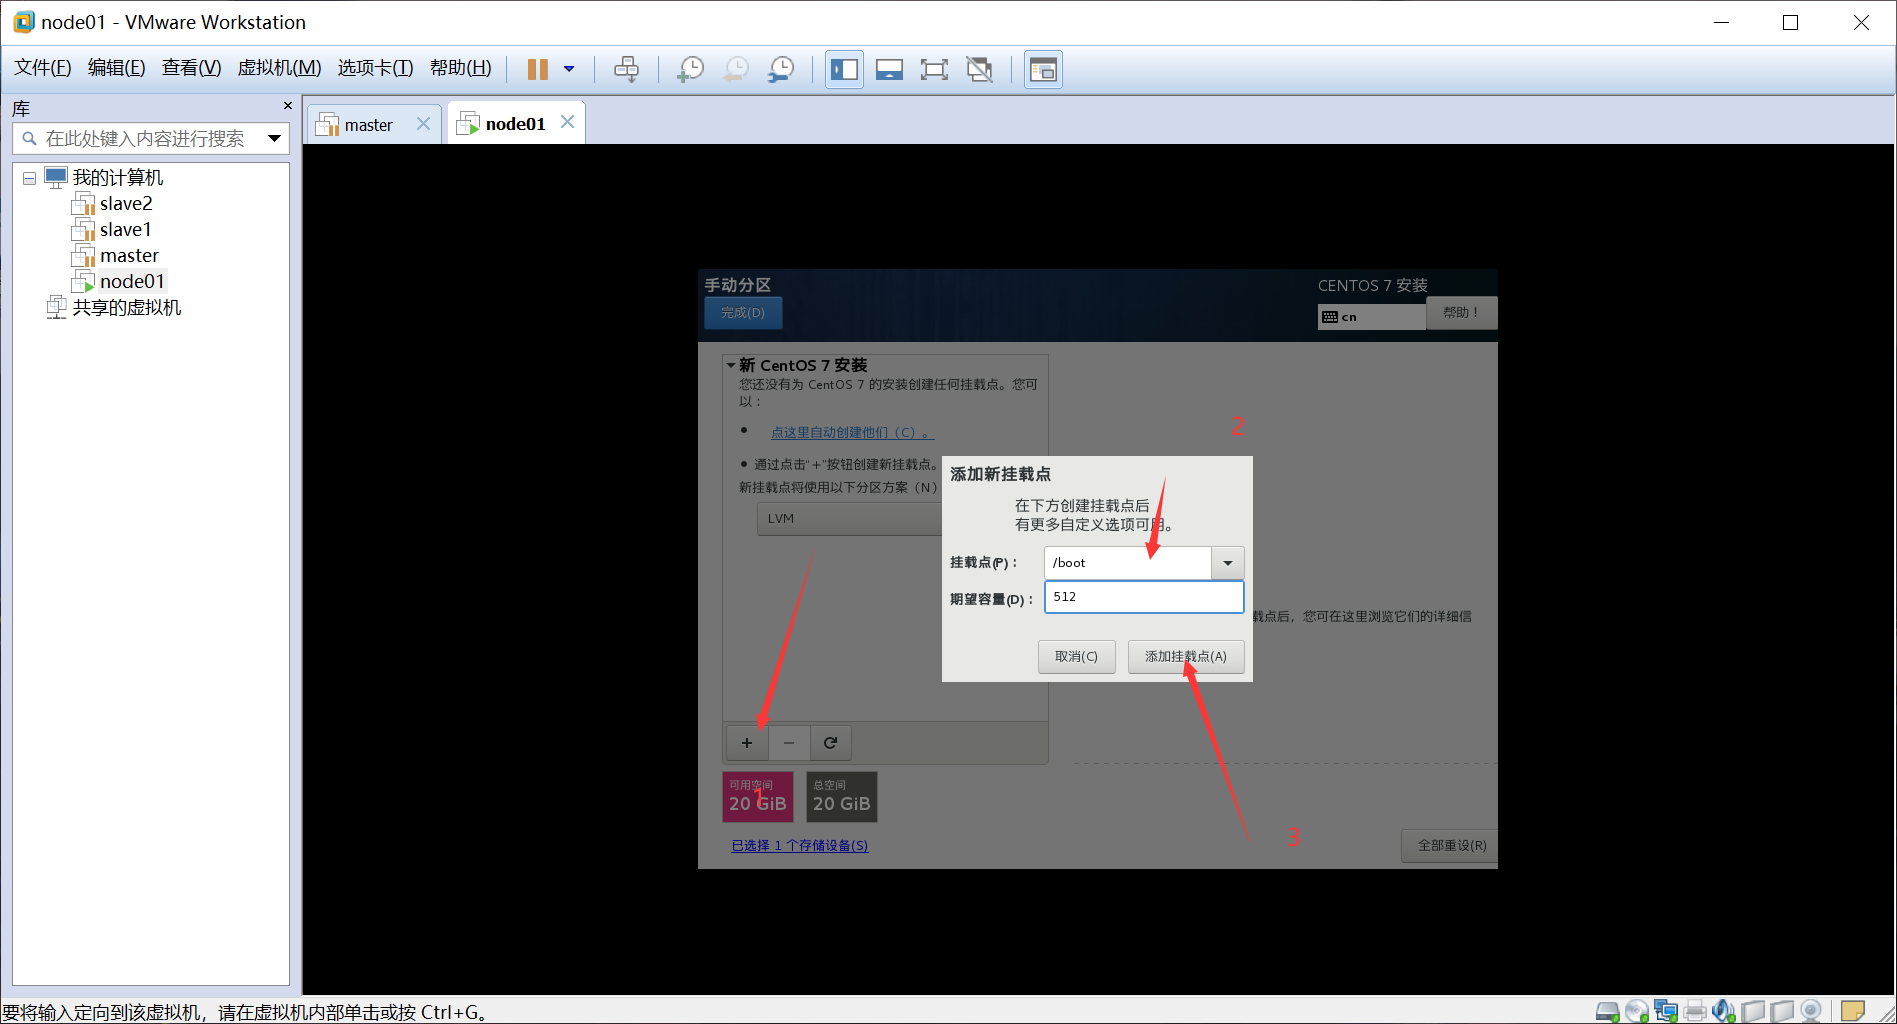 node01 - VMware Workstation
文件(F) 编辑(E) 查看(V) 虚拟机(M) 选项卡(T) 帮助(H)
库
在此处键入内容进行搜索
我的计算机
slave2
slave1
master
node01
共享的虚拟机
master
node01
手动分区
完成(D)
CENTOS 7 安装
cn
帮助！
新 CentOS 7 安装
您还没有为 CentOS 7 的安装创建任何挂载点。您可
以：
点这里自动创建他们（C）。
通过点击"+"按钮创建新挂载点。
新挂载点将使用以下分区方案（N）
LVM
2
添加新挂载点
在下方创建挂载点后
有更多自定义选项可用。
挂载点(P)：
/boot
期望容量(D)：
512
取消(C)
添加挂载点(A)
载点后，您可在这里浏览它们的详细信
+ −
可用空间
20 GiB
1
总空间
20 GiB
3
已选择 1 个存储设备(S)
全部重设(R)
要将输入定向到该虚拟机，请在虚拟机内部单击或按 Ctrl+G。